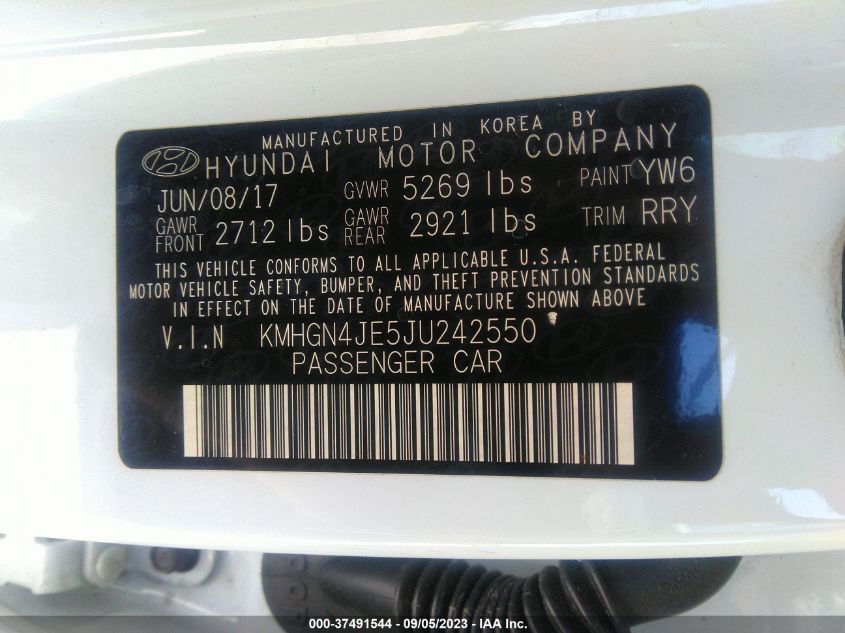 MANUFACTURED IN KOREA BY
HYUNDAI MOTOR COMPANY
JUN/08/17 GVWR 5269 lbs PAINT YW6
GAWR FRONT 2712 lbs GAWR REAR 2921 lbs TRIM RRY
THIS VEHICLE CONFORMS TO ALL APPLICABLE U.S.A. FEDERAL
MOTOR VEHICLE SAFETY, BUMPER, AND THEFT PREVENTION STANDARDS
IN EFFECT ON THE DATE OF MANUFACTURE SHOWN ABOVE
V.I.N KMHGN4JE5JU242550
PASSENGER CAR
000-37491544 - 09/05/2023 - IAA Inc.